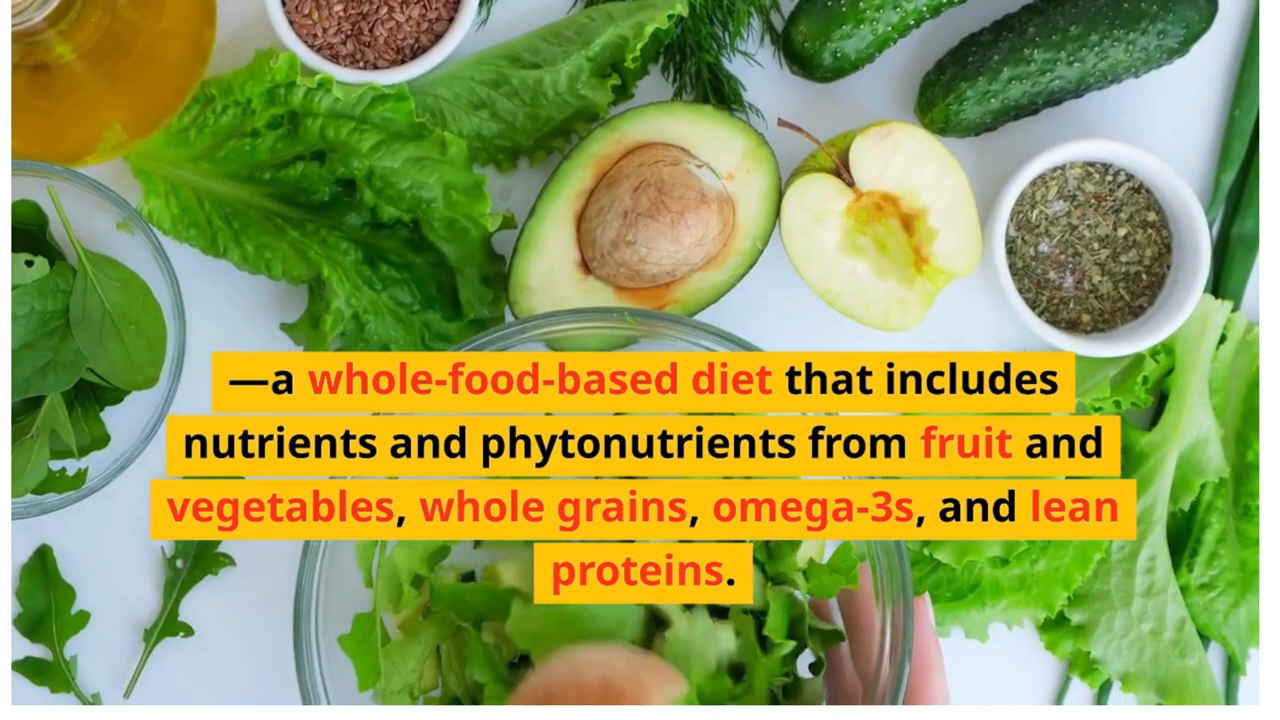 —a whole-food-based diet that includes
nutrients and phytonutrients from fruit and
vegetables, whole grains, omega-3s, and lean
proteins.